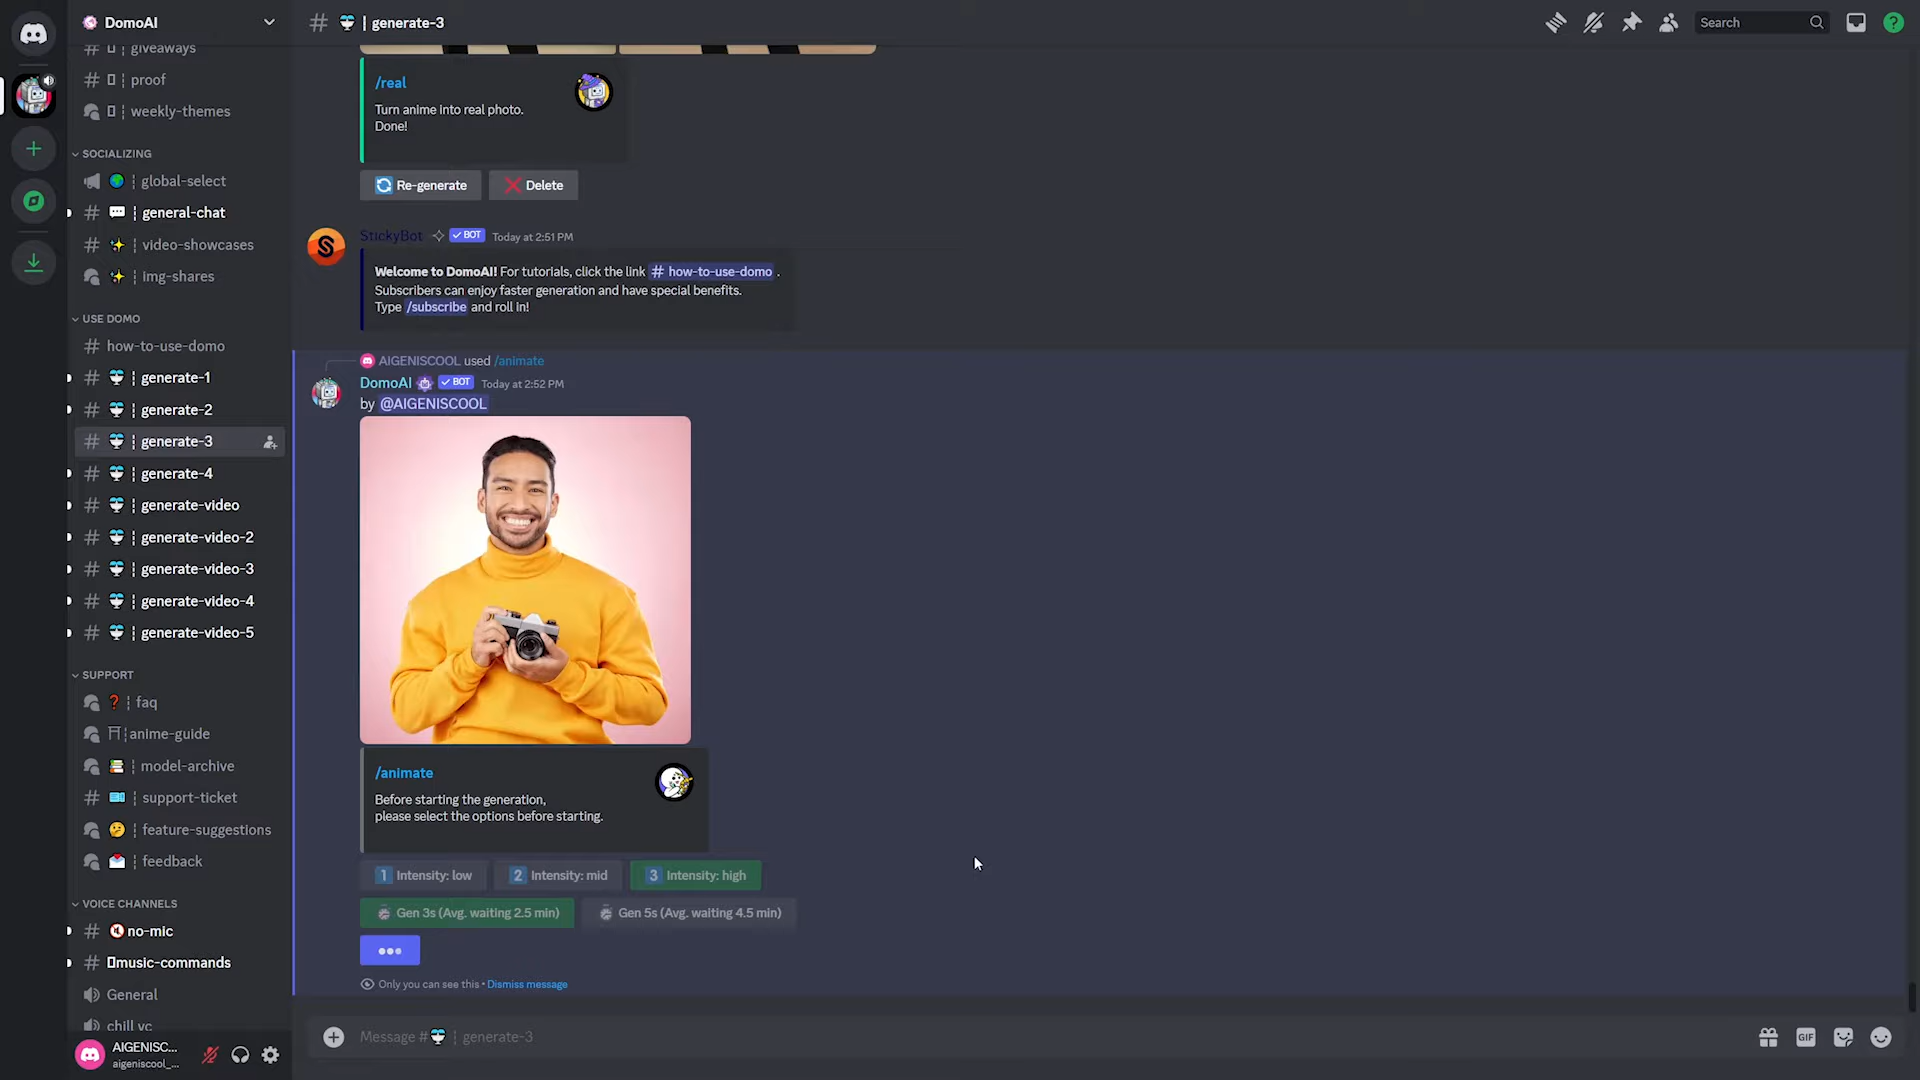 DomoAI
giveaways
proof
weekly-themes
SOCIALIZING
global-select
general-chat
video-showcases
img-shares
USE DOMO
how-to-use-domo
generate-1
generate-2
generate-3
generate-4
generate-video
generate-video-2
generate-video-3
generate-video-4
generate-video-5
SUPPORT
faq
anime-guide
model-archive
support-ticket
feature-suggestions
feedback
VOICE CHANNELS
no-mic
music-commands
General
chill vc
AIGENISC...
aigeniscool_...
# | generate-3
Search
/real
Turn anime into real photo.
Done!
Re-generate Delete
StickyBot BOT Today at 2:51 PM
Welcome to DomoAI! For tutorials, click the link # how-to-use-domo .
Subscribers can enjoy faster generation and have special benefits.
Type /subscribe and roll in!
AIGENISCOOL used /animate
DomoAI BOT Today at 2:52 PM
by @AIGENISCOOL
/animate
Before starting the generation,
please select the options before starting.
1 Intensity: low 2 Intensity: mid 3 Intensity: high
Gen 3s (Avg. waiting 2.5 min) Gen 5s (Avg. waiting 4.5 min)
Only you can see this • Dismiss message
Message # ¦ generate-3
GIF